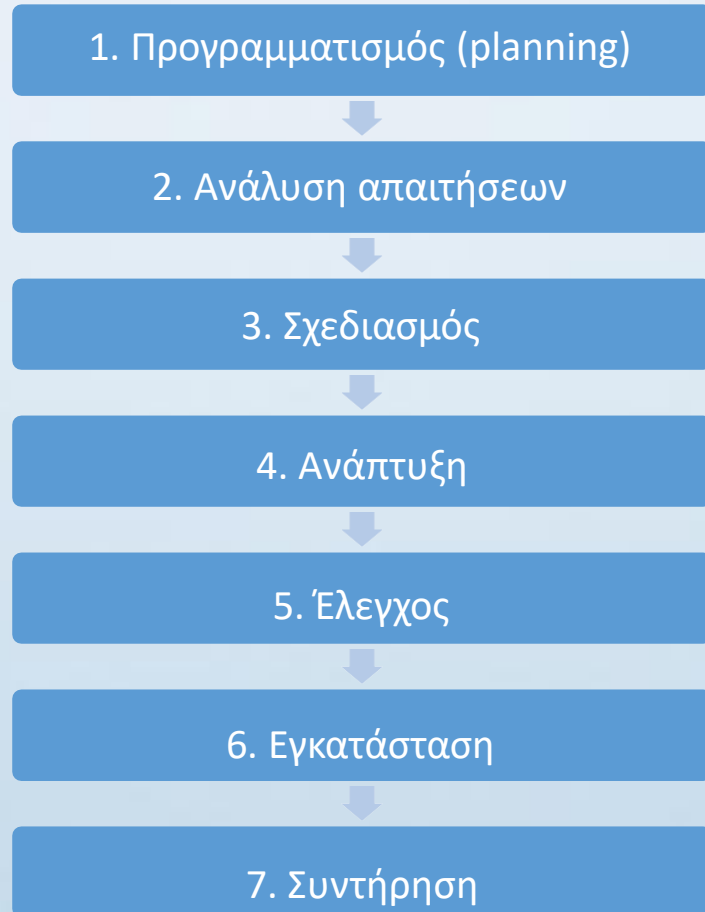 1. Προγραμματισμός (planning)
2. Ανάλυση απαιτήσεων
3. Σχεδιασμός
4. Ανάπτυξη
5. Έλεγχος
6. Εγκατάσταση
7. Συντήρηση